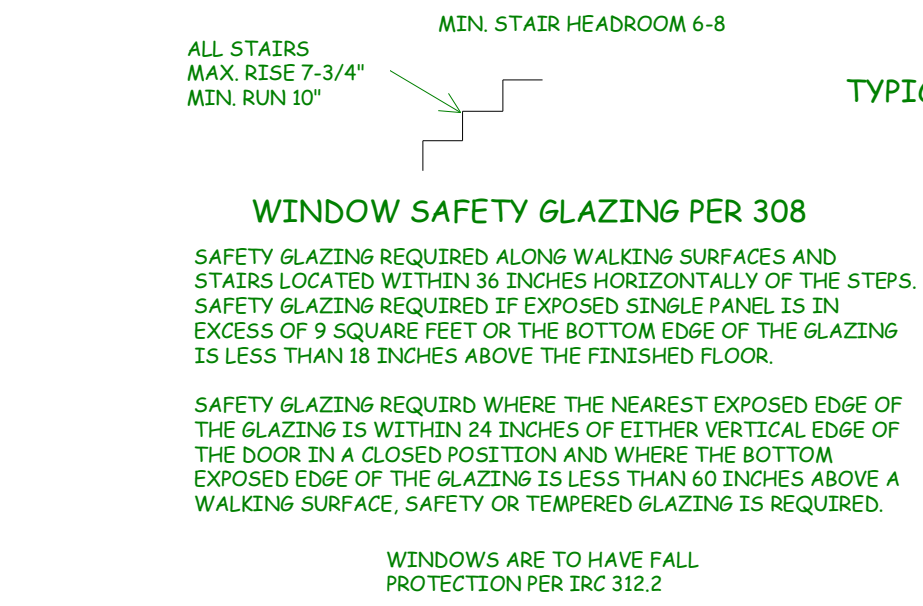 MIN. STAIR HEADROOM 6-8
ALL STAIRS
MAX. RISE 7-3/4"
MIN. RUN 10"
WINDOW SAFETY GLAZING PER 308
SAFETY GLAZING REQUIRED ALONG WALKING SURFACES AND
STAIRS LOCATED WITHIN 36 INCHES HORIZONTALLY OF THE STEPS.
SAFETY GLAZING REQUIRED IF EXPOSED SINGLE PANEL IS IN
EXCESS OF 9 SQUARE FEET OR THE BOTTOM EDGE OF THE GLAZING
IS LESS THAN 18 INCHES ABOVE THE FINISHED FLOOR.
SAFETY GLAZING REQUIRD WHERE THE NEAREST EXPOSED EDGE OF
THE GLAZING IS WITHIN 24 INCHES OF EITHER VERTICAL EDGE OF
THE DOOR IN A CLOSED POSITION AND WHERE THE BOTTOM
EXPOSED EDGE OF THE GLAZING IS LESS THAN 60 INCHES ABOVE A
WALKING SURFACE, SAFETY OR TEMPERED GLAZING IS REQUIRED.
WINDOWS ARE TO HAVE FALL
PROTECTION PER IRC 312.2